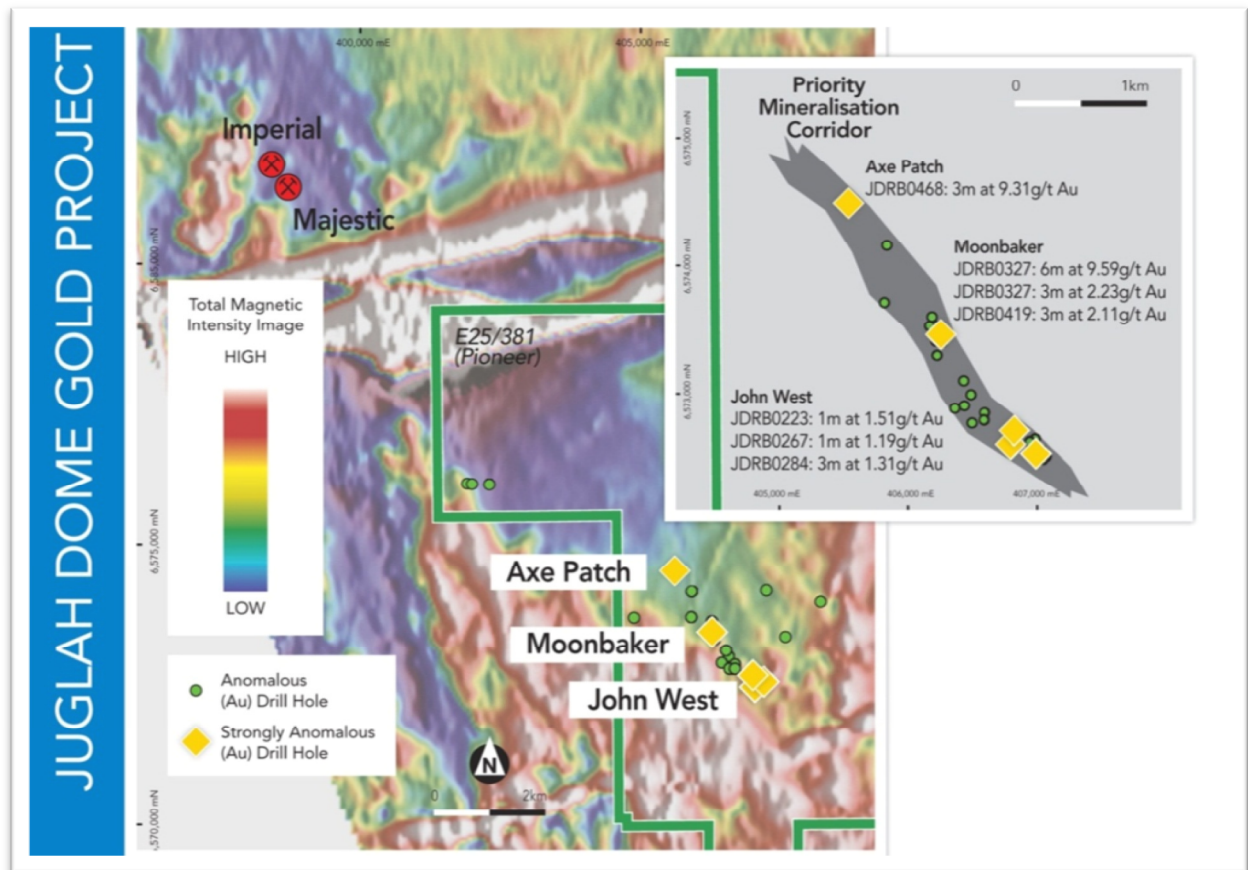 JUGLAH DOME GOLD PROJECT
400,000 mE
405,000 mE
Imperial
Majestic
6,585,000 mN
Total Magnetic
Intensity Image
HIGH
LOW
E25/381
(Pioneer)
6,575,000 mN
Axe Patch
Moonbaker
John West
Anomalous
(Au) Drill Hole
Strongly Anomalous
(Au) Drill Hole
N
0
2km
,570,000 mN
Priority
Mineralisation
Corridor
0
1km
6,575,000 mN
Axe Patch
JDRB0468: 3m at 9.31g/t Au
6,574,000 mN
Moonbaker
JDRB0327: 6m at 9.59g/t Au
JDRB0327: 3m at 2.23g/t Au
JDRB0419: 3m at 2.11g/t Au
6,573,000 mN
John West
JDRB0223: 1m at 1.51g/t Au
JDRB0267: 1m at 1.19g/t Au
JDRB0284: 3m at 1.31g/t Au
405,000 mE
406,000 mE
407,000 mE